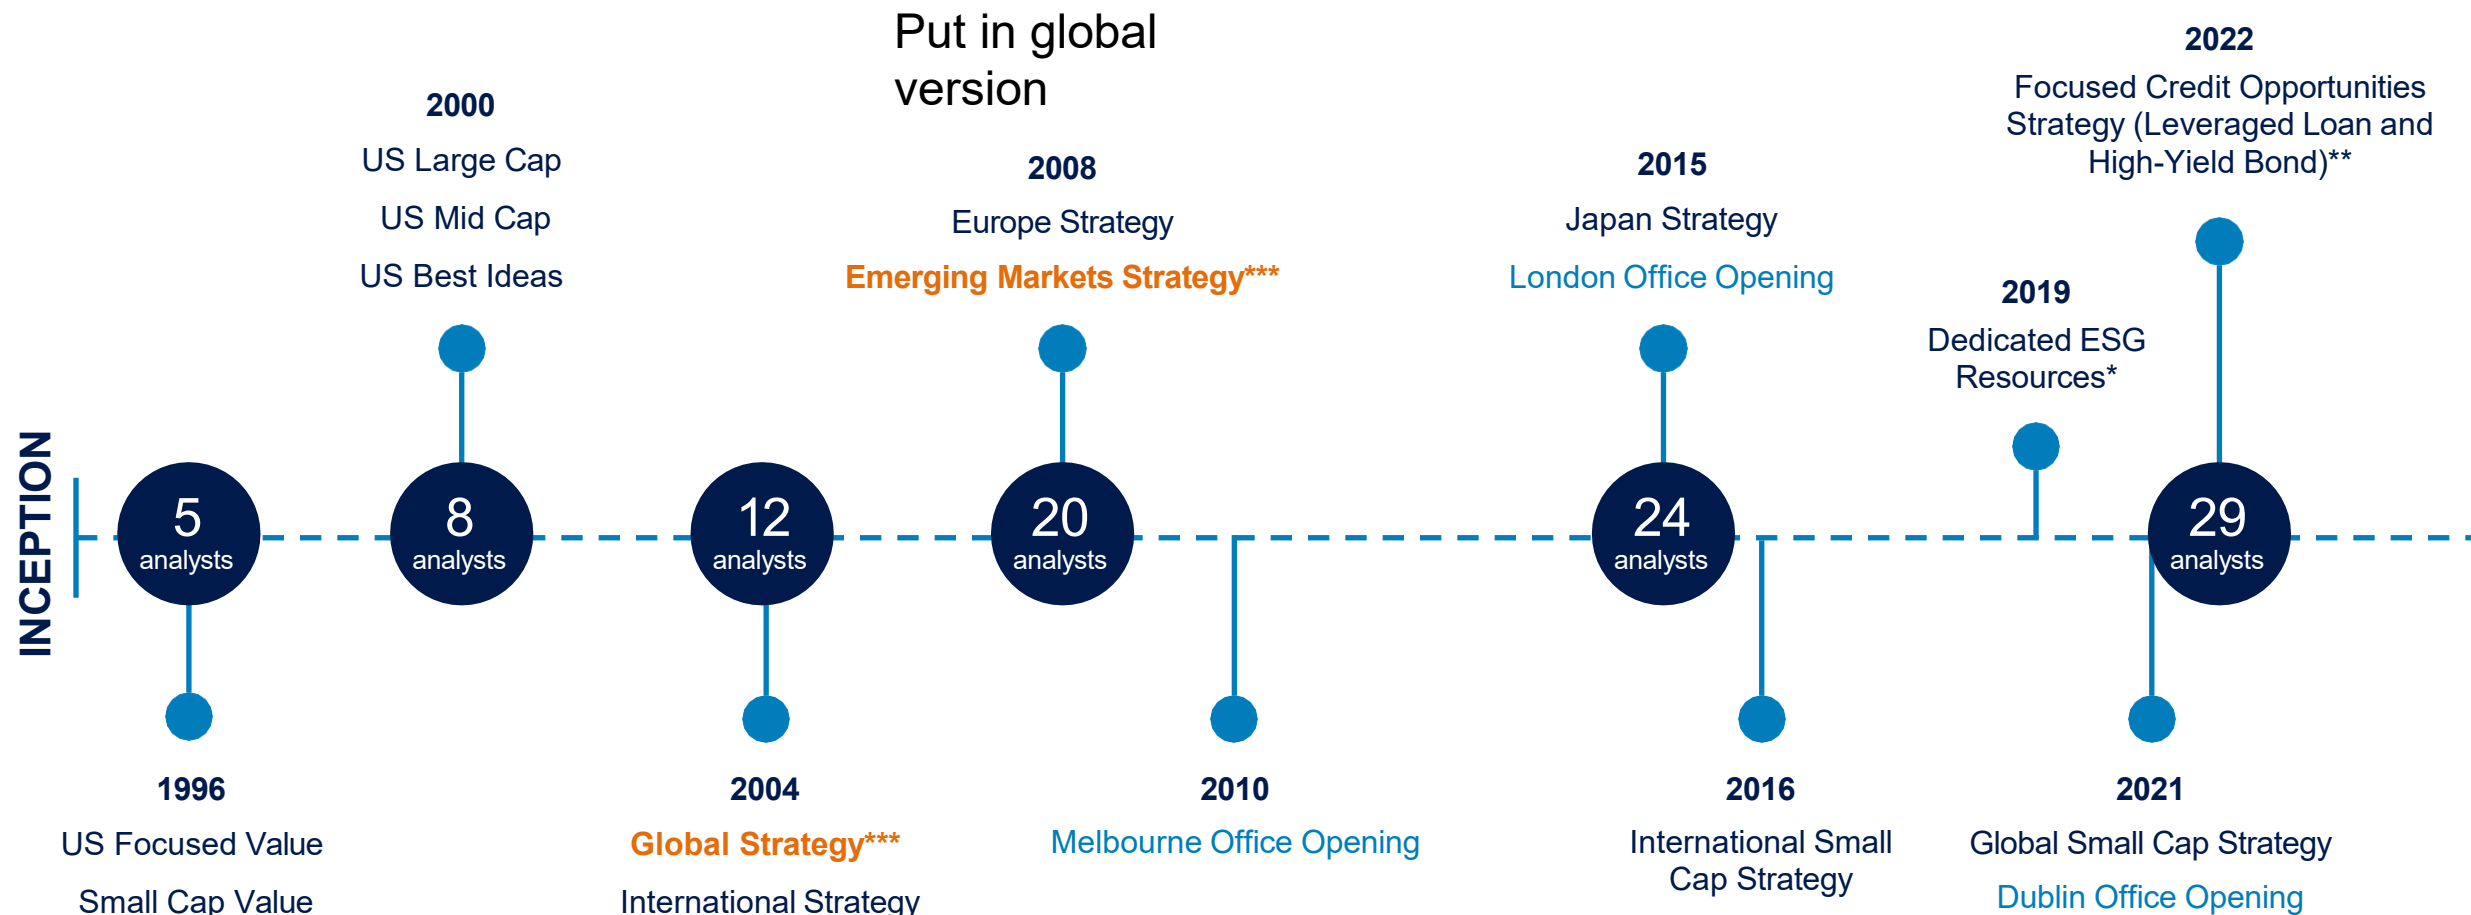 Put in global
version
2000
US Large Cap
US Mid Cap
US Best Ideas
2008
Europe Strategy
Emerging Markets Strategy***
2015
Japan Strategy
London Office Opening
2019
Dedicated ESG
Resources*
2022
Focused Credit Opportunities
Strategy (Leveraged Loan and
High-Yield Bond)**
INCEPTION
5
analysts
8
analysts
12
analysts
20
analysts
24
analysts
29
analysts
1996
US Focused Value
Small Cap Value
2004
Global Strategy***
International Strategy
2010
Melbourne Office Opening
2016
International Small
Cap Strategy
2021
Global Small Cap Strategy
Dublin Office Opening